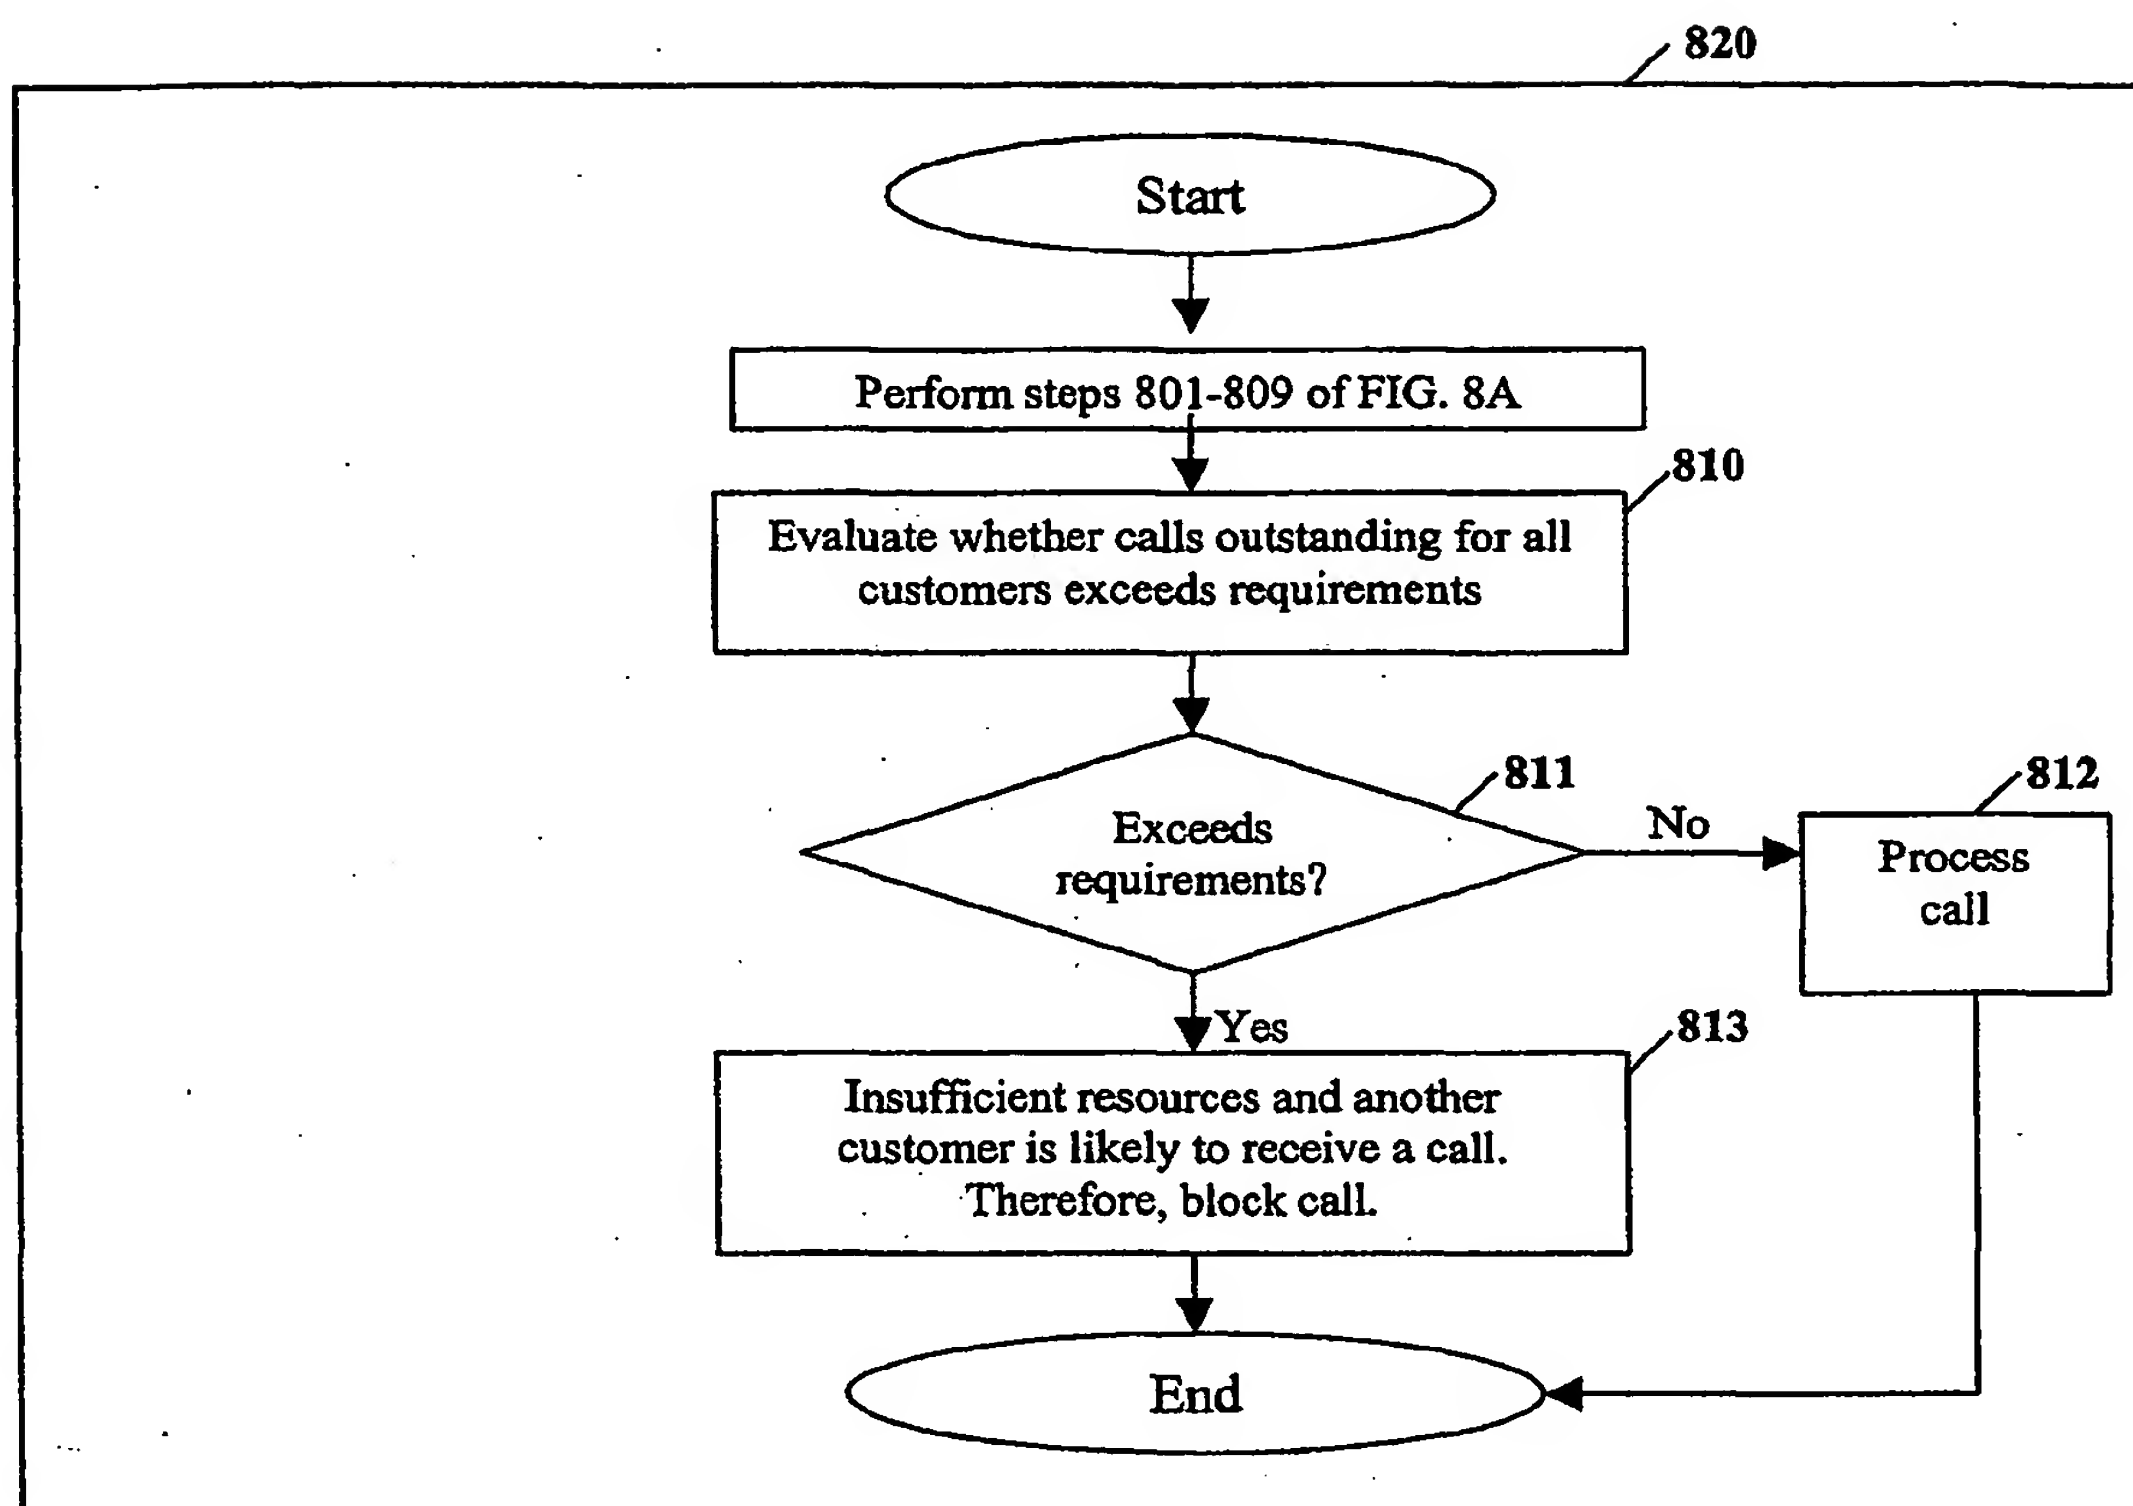 820
Start
Perform steps 801-809 of FIG. 8A
810
Evaluate whether calls outstanding for all
customers exceeds requirements
811
Exceeds
requirements?
No
812
Process
call
Yes
813
Insufficient resources and another
customer is likely to receive a call.
Therefore, block call.
End